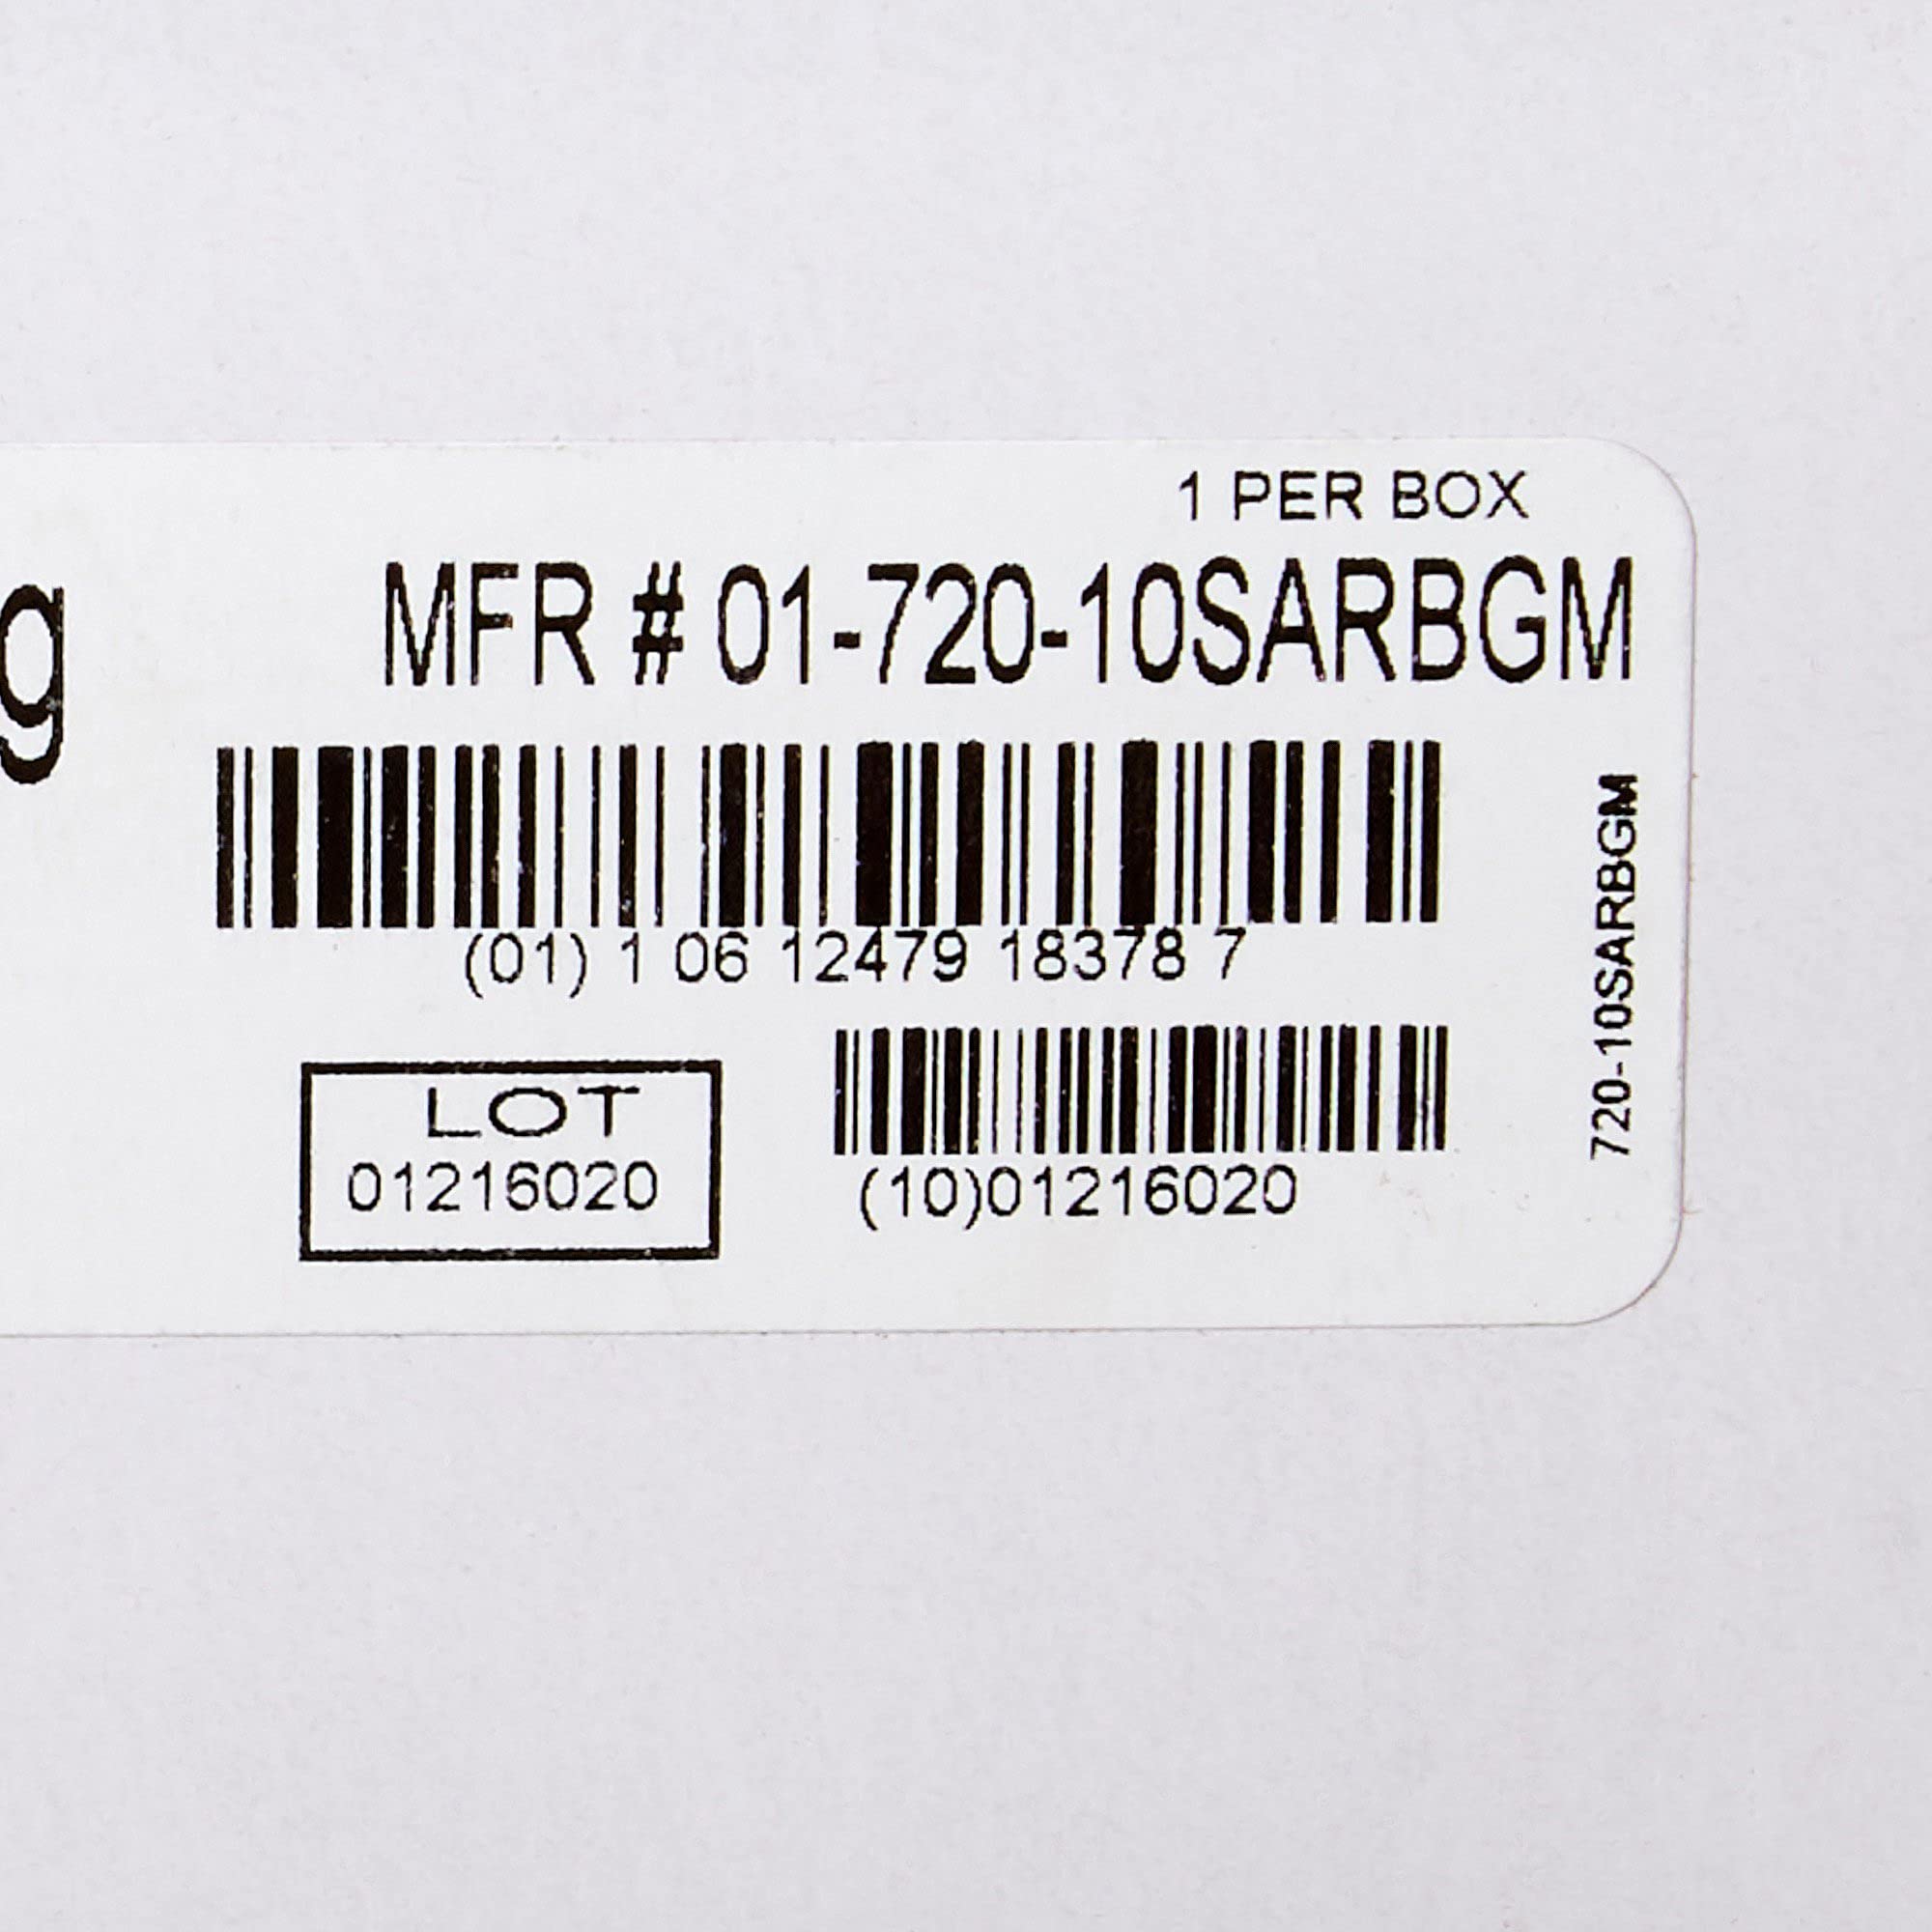 1 PER BOX
g
MFR # 01-720-10SARBGM
(01) 1 06 12479 18378 7
LOT
01216020
(10)01216020
720-10SARBGM